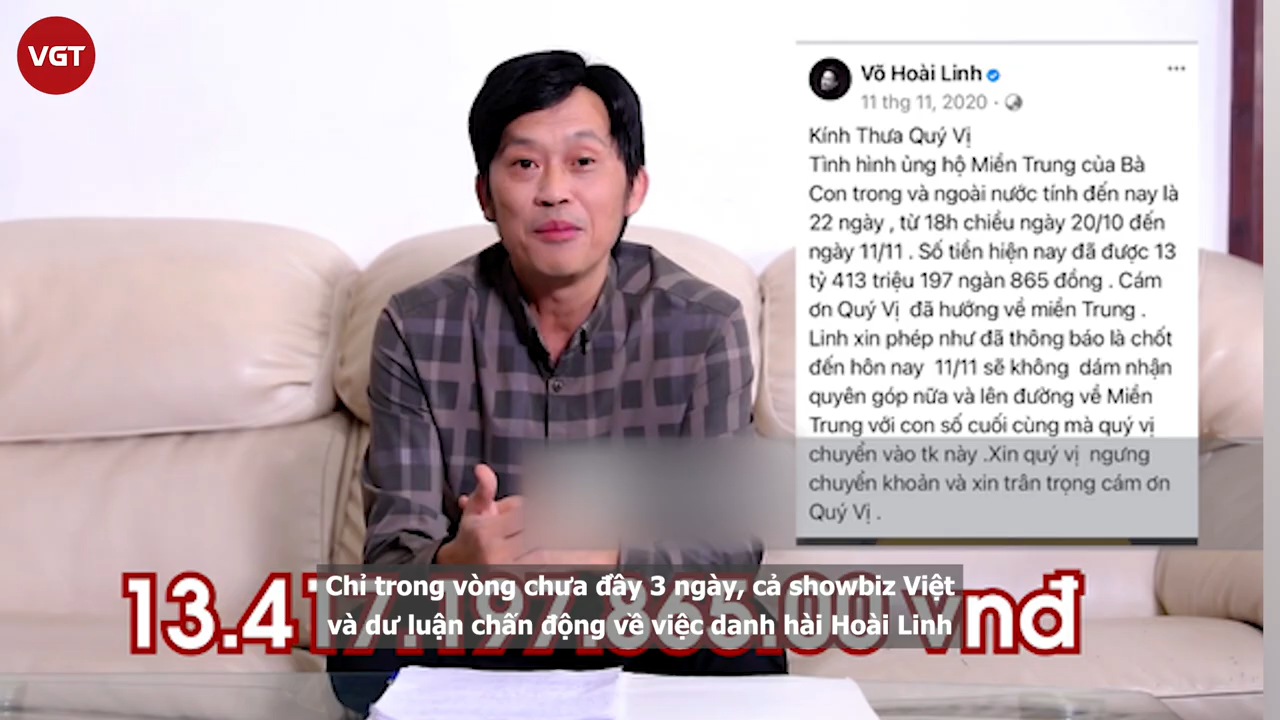 VGT
Võ Hoài Linh
11 thg 11, 2020 ·
Kính Thưa Quý Vị
Tình hình ủng hộ Miền Trung của Bà
Con trong và ngoài nước tính đến nay là
22 ngày , từ 18h chiều ngày 20/10 đến
ngày 11/11 . Số tiền hiện nay đã được 13
tỷ 413 triệu 197 ngàn 865 đồng . Cám
ơn Quý Vị đã hướng về miền Trung .
Linh xin phép như đã thông báo là chốt
đến hôn nay 11/11 sẽ không dám nhận
quyên góp nữa và lên đường về Miền
Trung với con số cuối cùng mà quý vị
chuyển vào tk này .Xin quý vị ngưng
chuyển khoản và xin trân trọng cám ơn
Quý Vị .
13.417.197.865.00 vnđ
Chỉ trong vòng chưa đầy 3 ngày, cả showbiz Việt
và dư luận chấn động về việc danh hài Hoài Linh